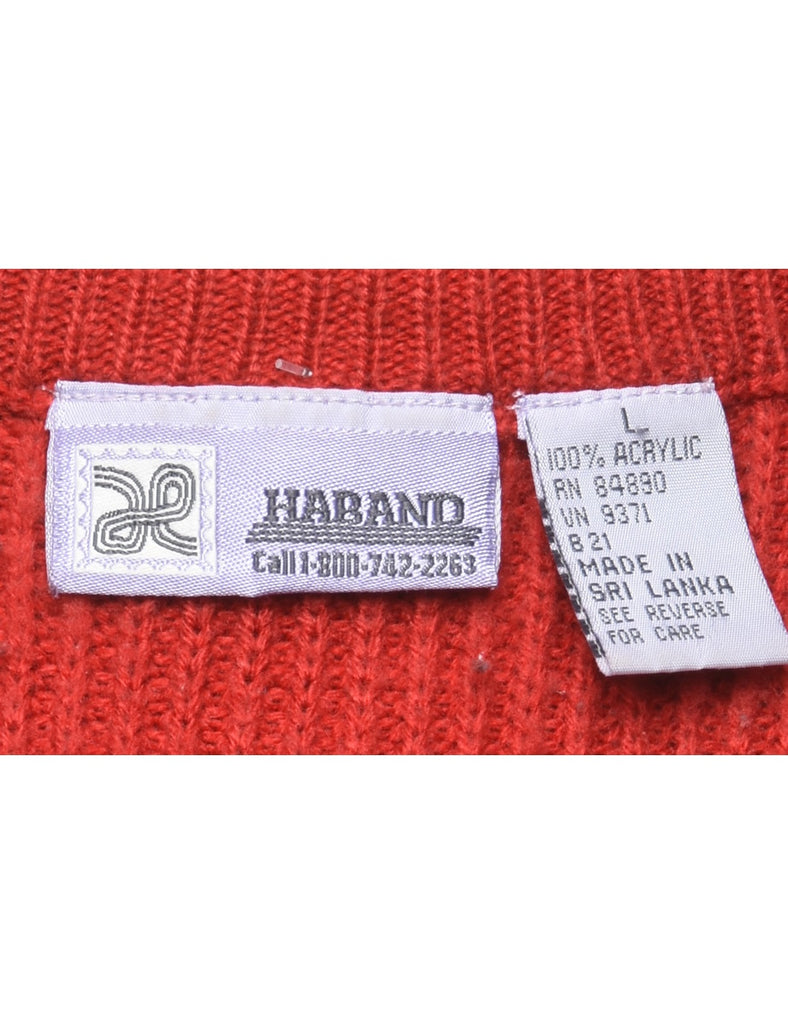 HABAND
Call 1-800-742-2263
L
100% ACRYLIC
RN 84890
VN 9371
B 21
MADE IN
SRI LANKA
SEE REVERSE
FOR CARE